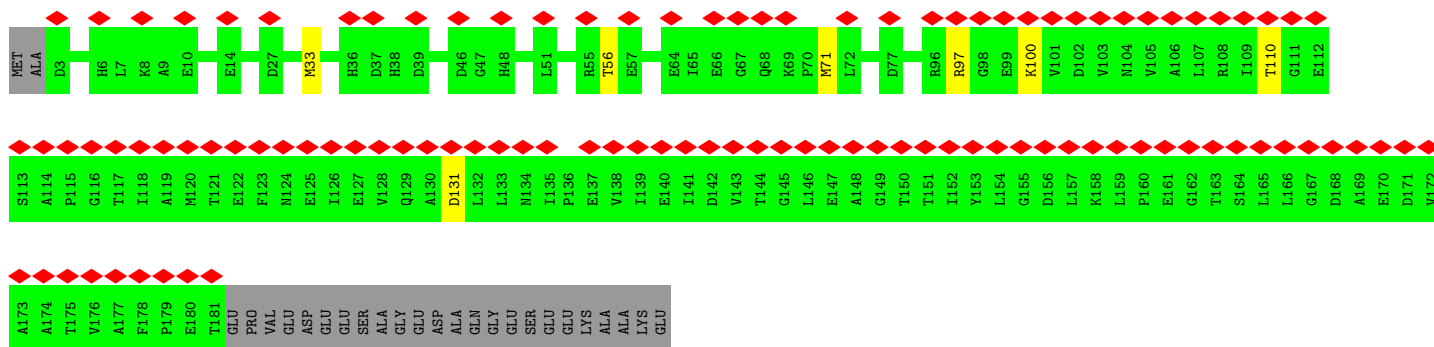 MET ALA D3 H6 L7 K8 A9 E10 E14 D27 M33 H36 D37 H38 D39 D46 G47 H48 L51 R55 T56 E57 E64 I65 E66 G67 Q68 K69 P70 M71 L72 D77 R96 R97 G98 E99 K100 V101 D102 V103 N104 V105 A106 L107 R108 I109 T110 G111 E112
S113 A114 P115 G116 T117 I118 A119 M120 T121 E122 F123 N124 E125 I126 E127 V128 Q129 A130 D131 L132 L133 N134 I135 P136 E137 V138 I139 E140 I141 D142 V143 T144 G145 L146 E147 A148 G149 T150 T151 I152 Y153 L154 G155 D156 L157 K158 L159 P160 E161 G162 T163 S164 L165 L166 G167 D168 A169 E170 D171 V172
A173 A174 T175 V176 A177 F178 P179 E180 T181 GLU PRO VAL GLU ASP GLU GLU SER ALA GLY GLU ASP ALA GLN GLY GLU SER GLU GLU LYS ALA ALA LYS GLU